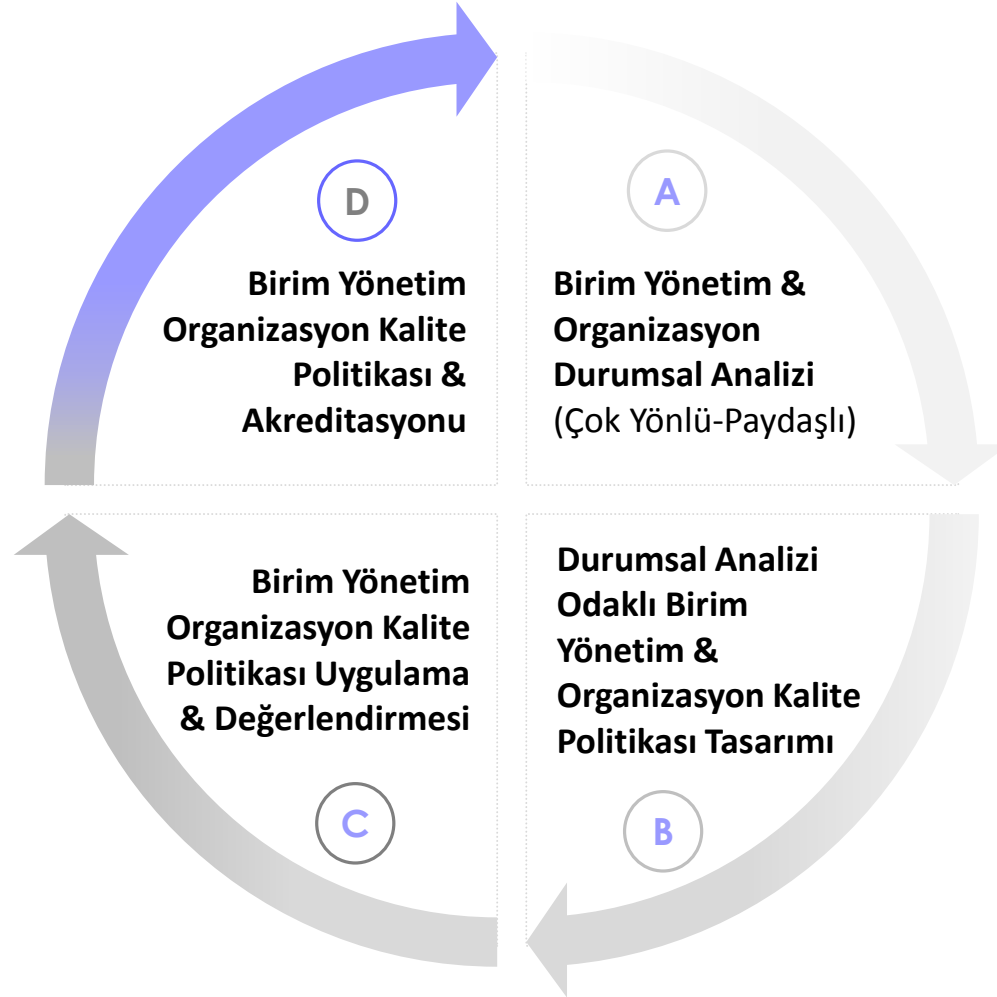 A
Birim Yönetim &
Organizasyon
Durumsal Analizi
(Çok Yönlü-Paydaşlı)
Durumsal Analizi
Odaklı Birim
Yönetim &
Organizasyon Kalite
Politikası Tasarımı
B
Birim Yönetim
Organizasyon Kalite
Politikası Uygulama
& Değerlendirmesi
C
D
Birim Yönetim
Organizasyon Kalite
Politikası &
Akreditasyonu